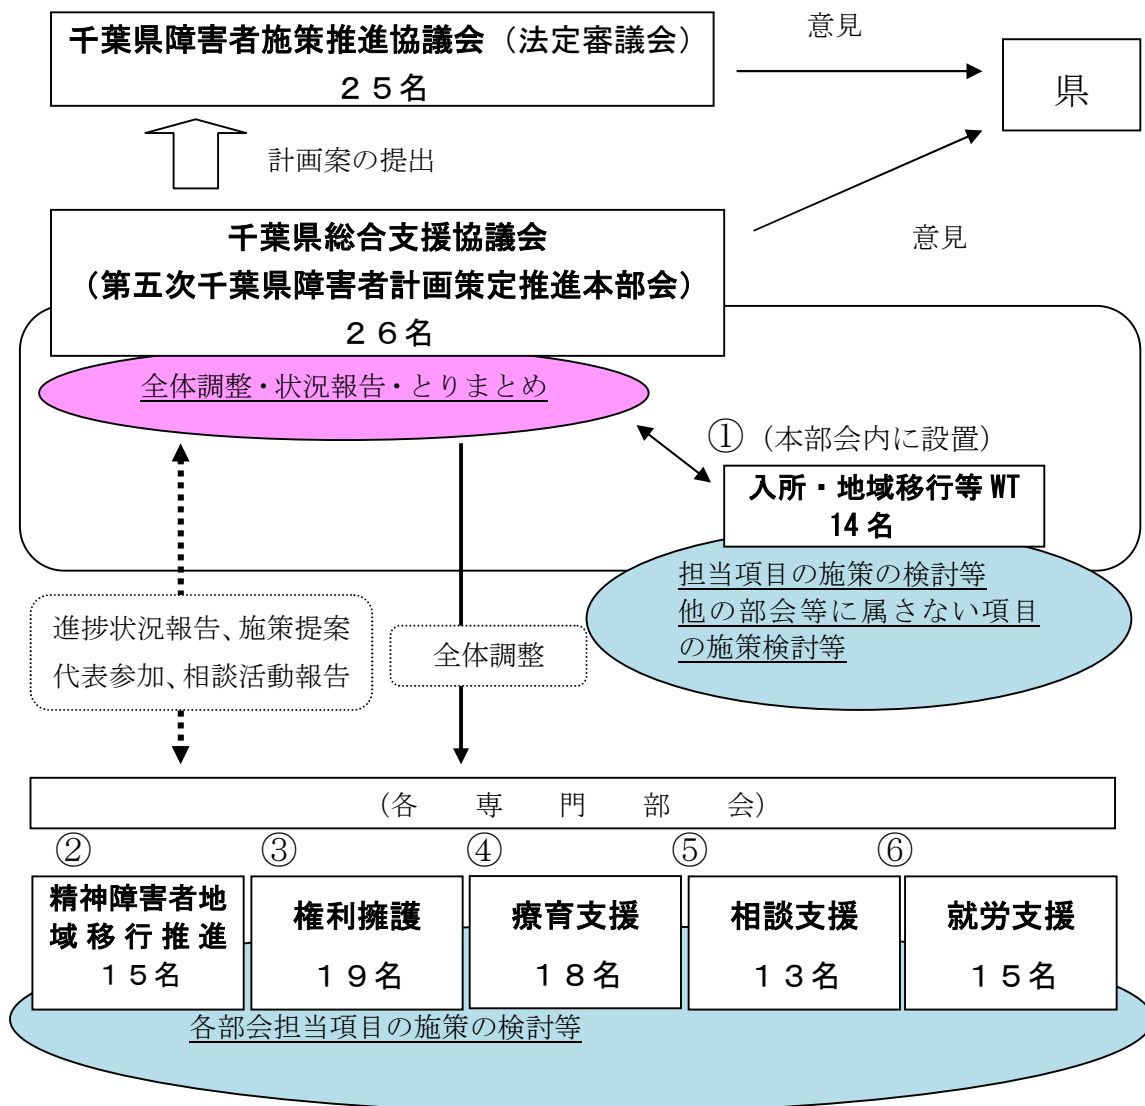 千葉県障害者施策推進協議会（法定審議会）
２５名
意見
県
計画案の提出
千葉県総合支援協議会
（第五次千葉県障害者計画策定推進本部会）
２６名
意見
全体調整・状況報告・とりまとめ
①（本部会内に設置）
入所・地域移行等 WT
14 名
担当項目の施策の検討等
他の部会等に属さない項目
の施策検討等
進捗状況報告、施策提案
代表参加、相談活動報告
全体調整
（各　専　門　部　会）
②
③
④
⑤
⑥
精神障害者地
域移行推進
１５名
権利擁護
１９名
療育支援
１８名
相談支援
１３名
就労支援
１５名
各部会担当項目の施策の検討等